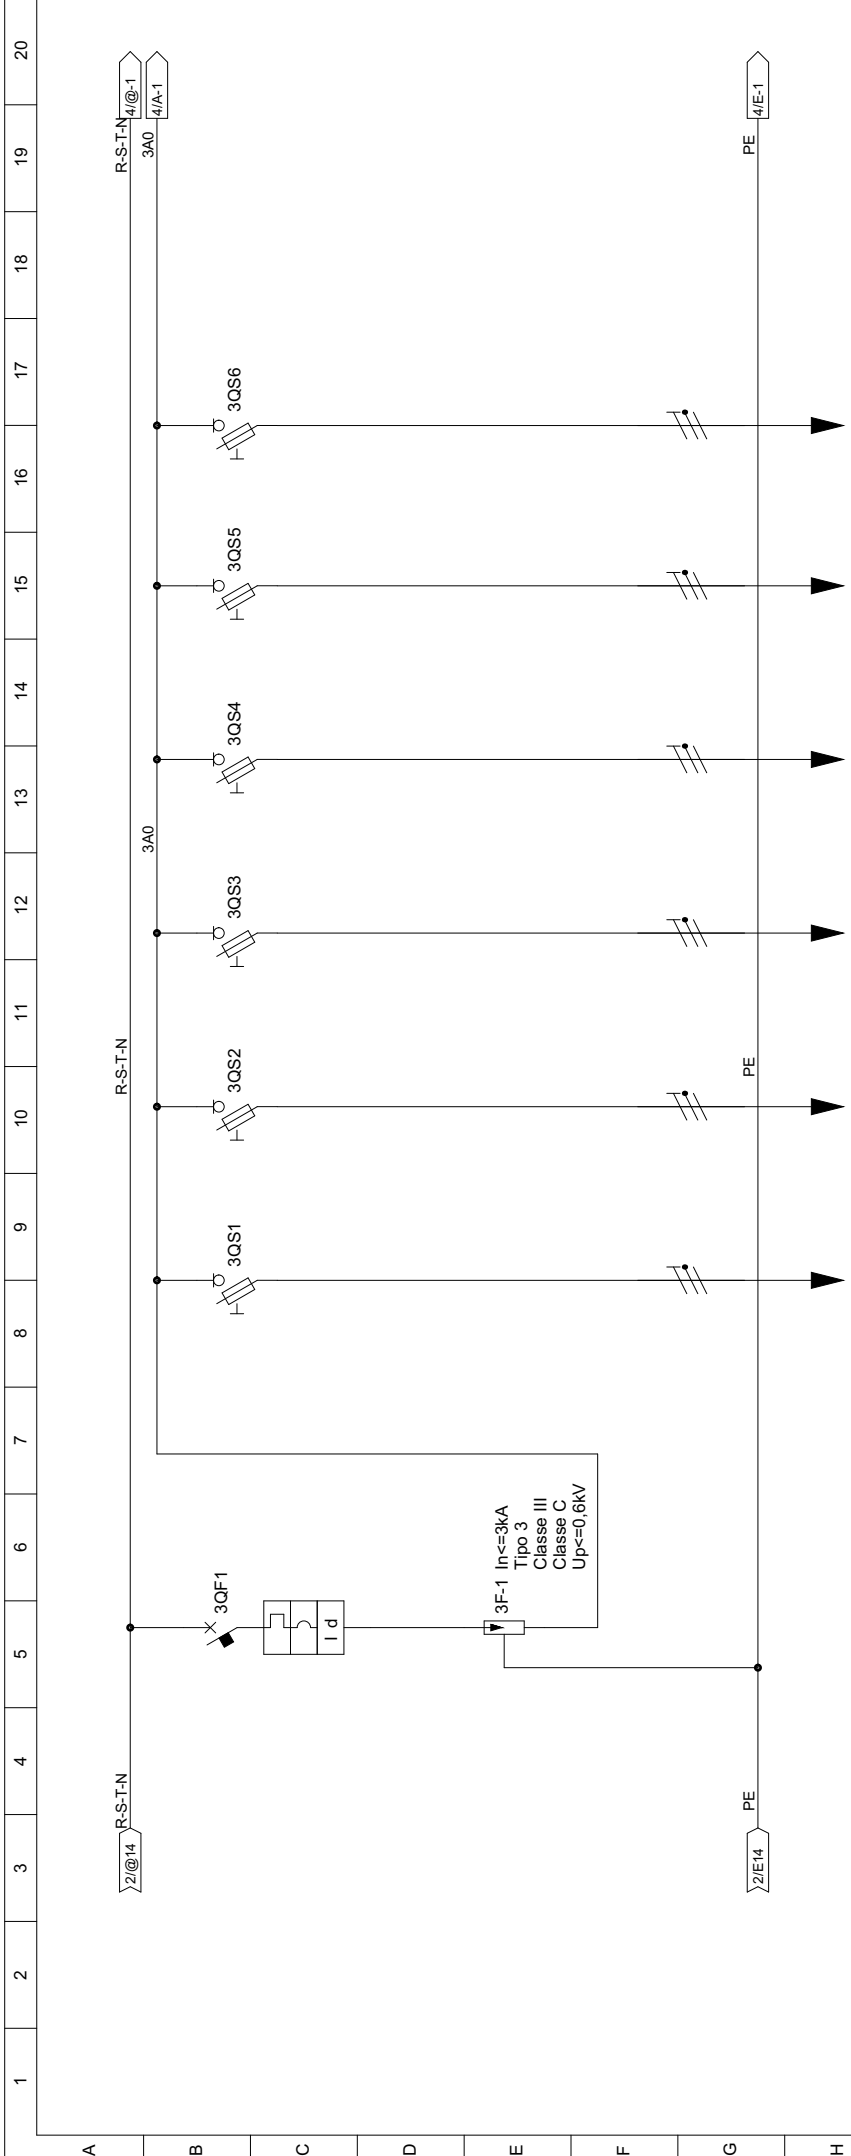 1 2 3 4 5 6 7 8 9 10 11 12 13 14 15 16 17 18 19 20
A
B
C
D
E
F
G
H
2/@14 R-S-T-N R-S-T-N R-S-T-N 4/@-1
3A0 3A0 4/A-1
3QF1
3QS1 3QS2 3QS3 3QS4 3QS5 3QS6
I d
3F-1 In<=3kA
Tipo 3
Classe III
Classe C
Up<=0,6kV
2/E14 PE PE PE 4/E-1